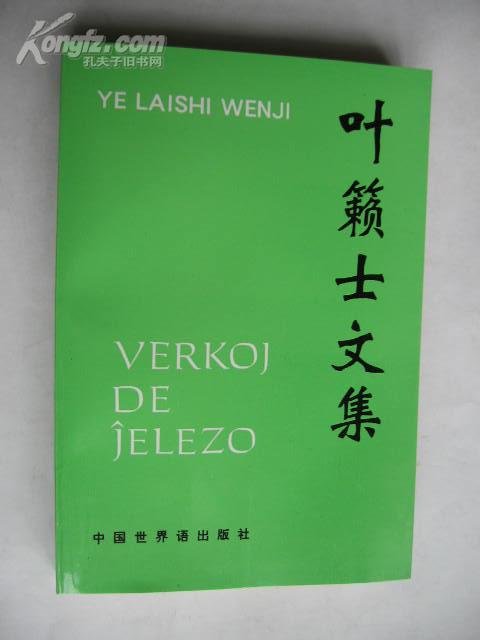 Kongfz.com
孔夫子旧书网
YE LAISHI WENJI
叶籁士文集
VERKOJ
DE
ĴELEZO
中国世界语出版社